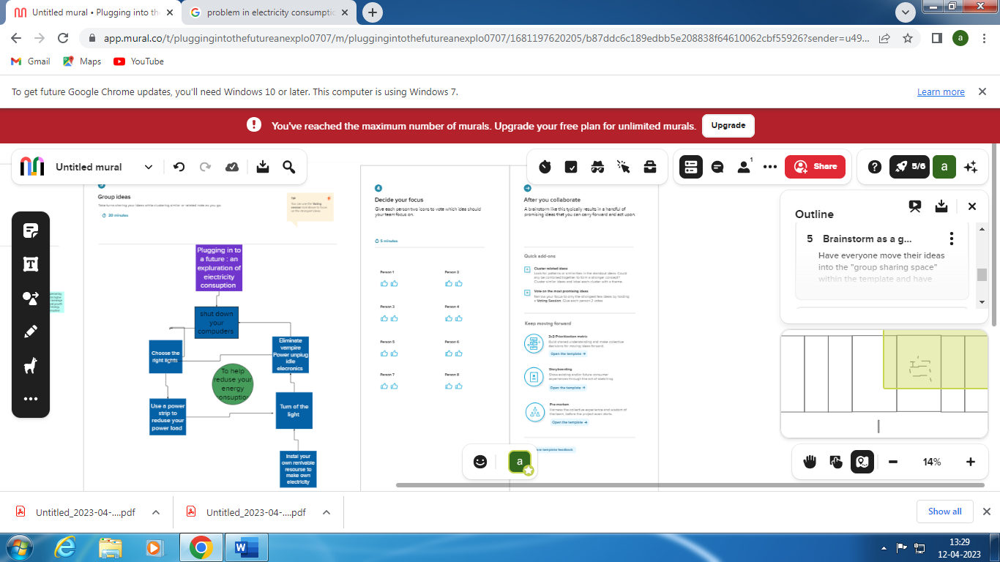 Untitled mural • Plugging into th
problem in electricity consumptic
app.mural.co/t/pluggingintothefutureanexplo0707/m/pluggingintothefutureanexplo0707/1681197620205/b87ddc6c189edbb5e208838f64610062cbf55926?sender=u49...
a
Gmail
Maps
YouTube
To get future Google Chrome updates, you'll need Windows 10 or later. This computer is using Windows 7.
Learn more
You've reached the maximum number of murals. Upgrade your free plan for unlimited murals.
Upgrade
Untitled mural
1
Share
5/6
a
Group ideas
Take turns sharing your ideas while clustering similar or related notes as you go.
20 minutes
TIP
You can use the Voting
session tool above to focus
on the strongest ideas.
Plugging in to
a future : an
expluration of
eiectricity
consuption
shut down
your
compuders
Choose the
right lights
Eliminate
vempire
Power unplug
idle
elecronics
To help
reduse your
energy
consuption
Use a power
strip to
reduse your
power load
Turn of the
light
Instal your
own renivable
resourse to
make own
electricity
4
Decide your focus
Give each person two icons to vote which idea should
your team focus on.
5 minutes
Person 1
Person 2
Person 3
Person 4
Person 5
Person 6
Person 7
Person 8
After you collaborate
A brainstorm like this typically results in a handful of
promising ideas that you can carry forward and act upon.
Quick add-ons
Cluster related ideas
Look for patterns or similarities in the standout ideas. Could
any be combined together to form a stronger concept?
Cluster similar ideas and label each cluster with a theme.
Vote on the most promising ideas
Narrow your focus to only the strongest few ideas by holding
a Voting Session. Give each person 2 votes
Keep moving forward
2x2 Prioritization matrix
Build shared understanding and make collective
decisions for moving ideas forward.
Open the template
Storyboarding
Show existing and/or future consumer
experiences through the act of sketching.
Open the template
Pre-mortem
Harness the collective experience and wisdom of
the team, before the project even starts.
Open the template
template feedback
Outline
5 Brainstorm as a g...
Have everyone move their ideas
into the "group sharing space"
within the template and have
a
14%
Untitled_2023-04-....pdf
Untitled_2023-04-....pdf
Show all
13:29
12-04-2023